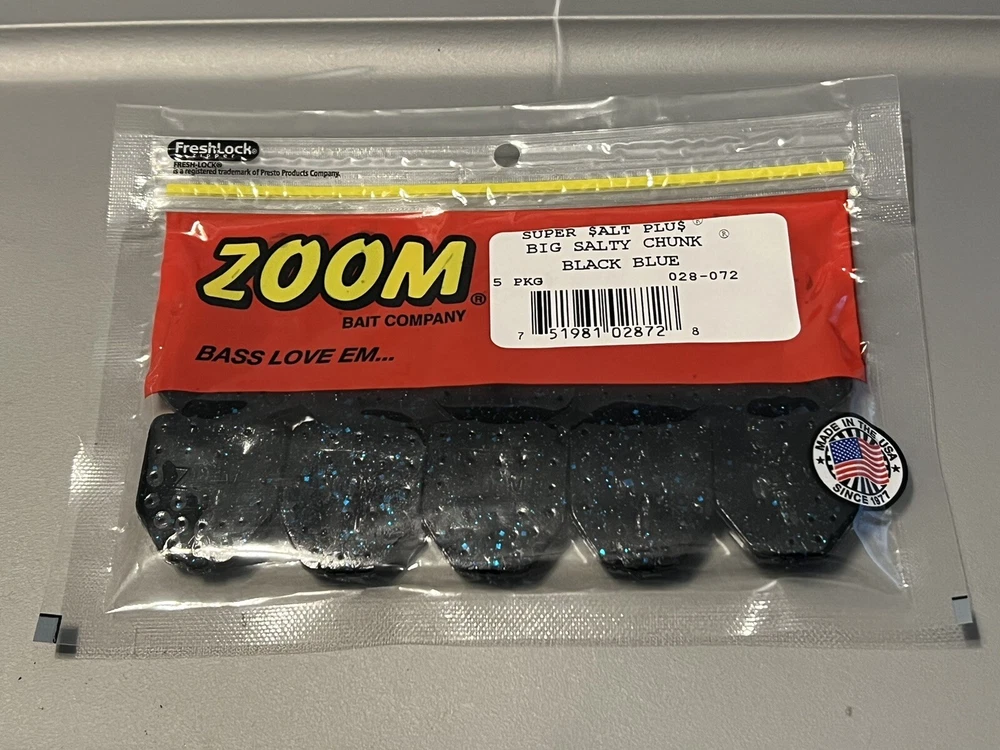 FreshLock®
zipper
FRESH-LOCK®
is a registered trademark of Presto Products Company.
ZOOM®
BAIT COMPANY
BASS LOVE EM...
SUPER $ALT PLU$®
BIG SALTY CHUNK®
BLACK BLUE
5 PKG 028-072
7 51981 02872 8
MADE IN THE USA
SINCE 1977